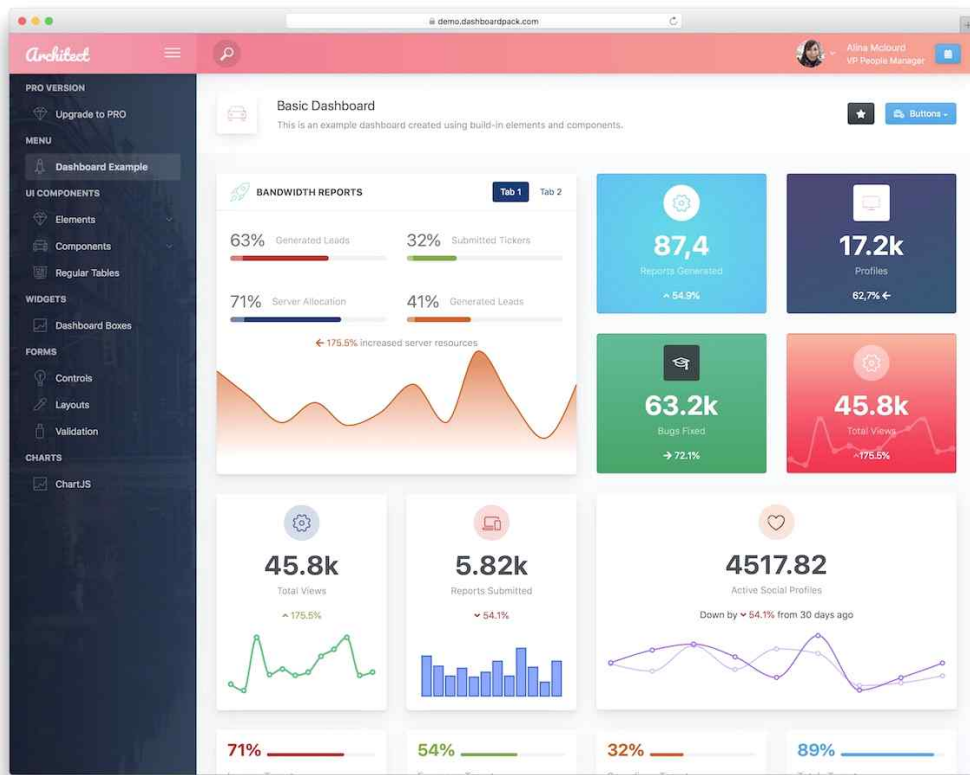 demo.dashboardpack.com
Architect
Alina Mclourd
VP People Manager
PRO VERSION
Upgrade to PRO
MENU
Dashboard Example
UI COMPONENTS
Elements
Components
Regular Tables
WIDGETS
Dashboard Boxes
FORMS
Controls
Layouts
Validation
CHARTS
ChartJS
Basic Dashboard
This is an example dashboard created using build-in elements and components.
Buttons
BANDWIDTH REPORTS
Tab 1
Tab 2
63% Generated Leads
32% Submitted Tickers
71% Server Allocation
41% Generated Leads
175.5% increased server resources
87,4
Reports Generated
54.9%
17.2k
Profiles
62,7%
63.2k
Bugs Fixed
72.1%
45.8k
Total Views
175.5%
45.8k
Total Views
175.5%
5.82k
Reports Submitted
54.1%
4517.82
Active Social Profiles
Down by 54.1% from 30 days ago
71%
54%
32%
89%